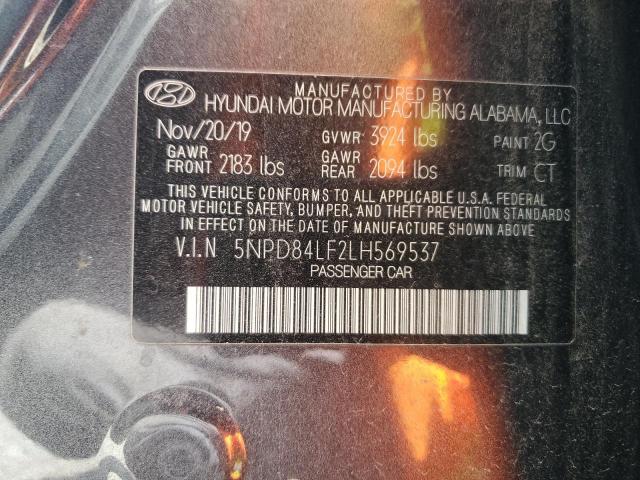 MANUFACTURED BY
HYUNDAI MOTOR MANUFACTURING ALABAMA, LLC
Nov/20/19 GVWR 3924 lbs PAINT 2G
GAWR FRONT 2183 lbs GAWR REAR 2094 lbs TRIM CT
THIS VEHICLE CONFORMS TO ALL APPLICABLE U.S.A. FEDERAL
MOTOR VEHICLE SAFETY, BUMPER, AND THEFT PREVENTION STANDARDS
IN EFFECT ON THE DATE OF MANUFACTURE SHOWN ABOVE
V.I.N 5NPD84LF2LH569537
PASSENGER CAR